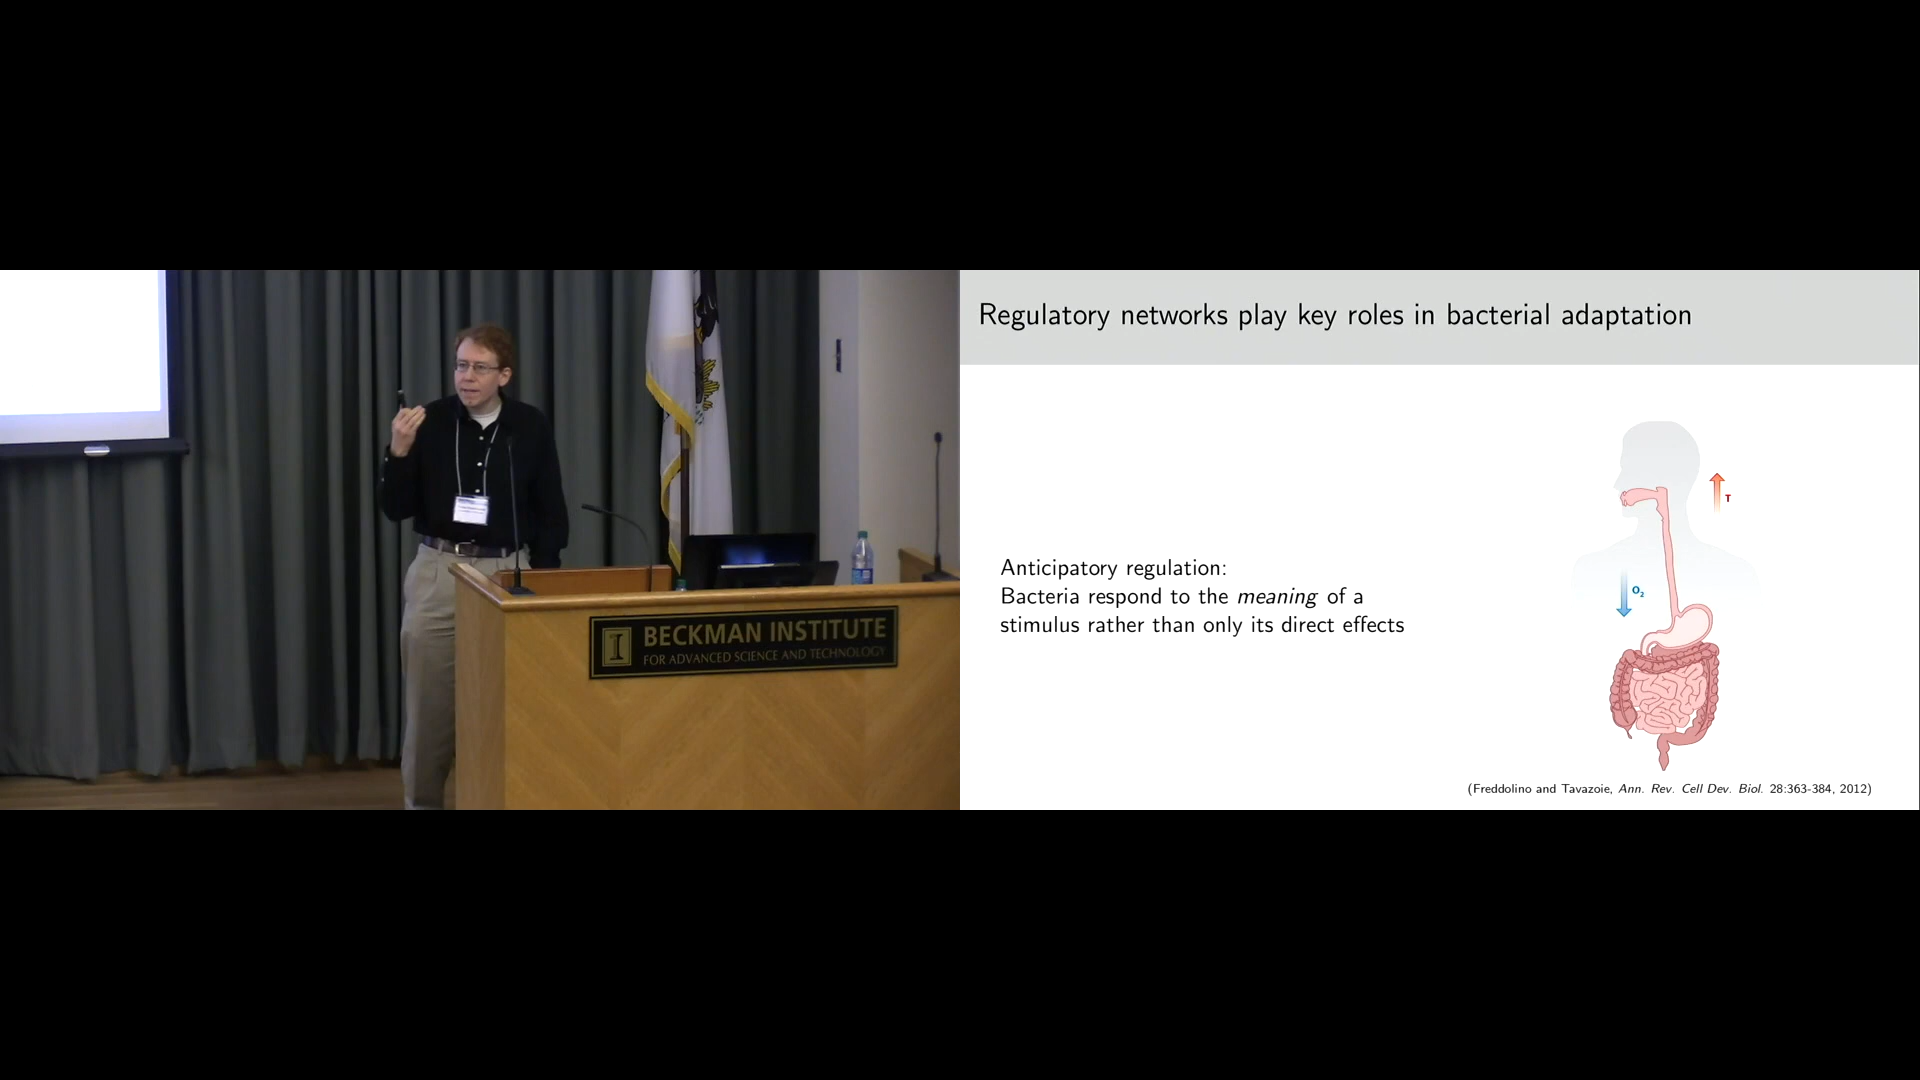 BECKMAN INSTITUTE
FOR ADVANCED SCIENCE AND TECHNOLOGY
Regulatory networks play key roles in bacterial adaptation
T
O₂
Anticipatory regulation:
Bacteria respond to the meaning of a
stimulus rather than only its direct effects
(Freddolino and Tavazoie, Ann. Rev. Cell Dev. Biol. 28:363-384, 2012)